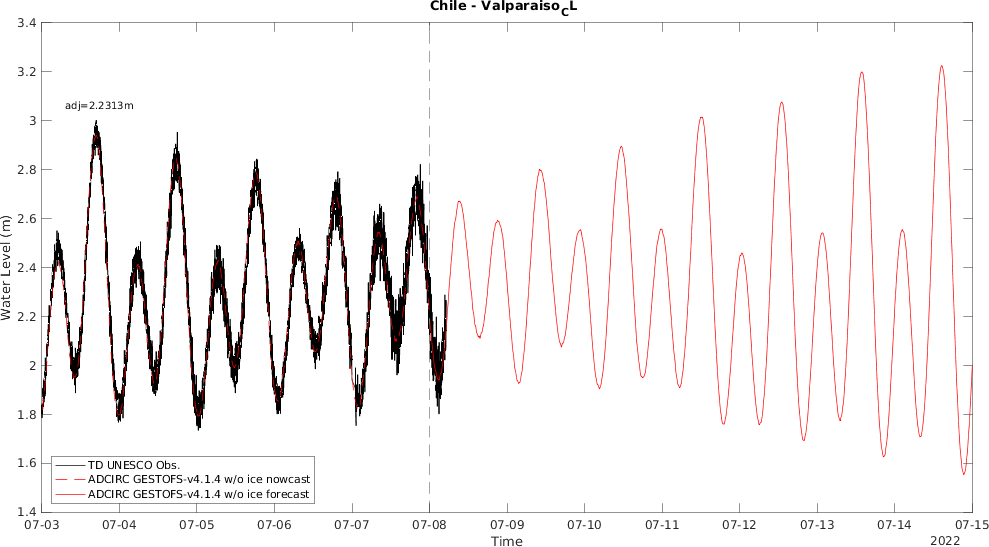 Chile - ValparaisoCL
3.4
3.2
3
2.8
2.6
2.4
2.2
2
1.8
1.6
1.4
Water Level (m)
adj=2.2313m
TD UNESCO Obs.
ADCIRC GESTOFS-v4.1.4 w/o ice nowcast
ADCIRC GESTOFS-v4.1.4 w/o ice forecast
07-03 07-04 07-05 07-06 07-07 07-08 07-09 07-10 07-11 07-12 07-13 07-14 07-15
Time
2022